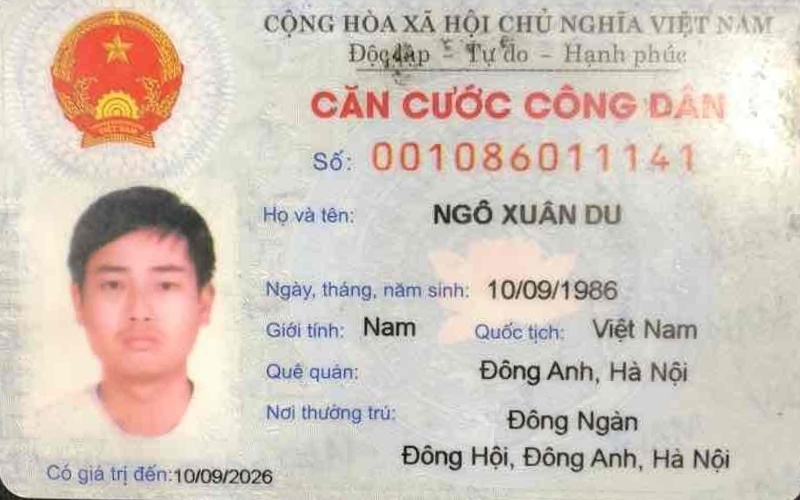 CỘNG HÒA XÃ HỘI CHỦ NGHĨA VIỆT NAM
Độc lập - Tự do - Hạnh phúc
CĂN CƯỚC CÔNG DÂN
Số: 001086011141
Họ và tên: NGÔ XUÂN DU
Ngày, tháng, năm sinh: 10/09/1986
Giới tính: Nam Quốc tịch: Việt Nam
Quê quán: Đông Anh, Hà Nội
Nơi thường trú: Đông Ngàn
Đông Hội, Đông Anh, Hà Nội
Có giá trị đến: 10/09/2026
VIỆT NAM